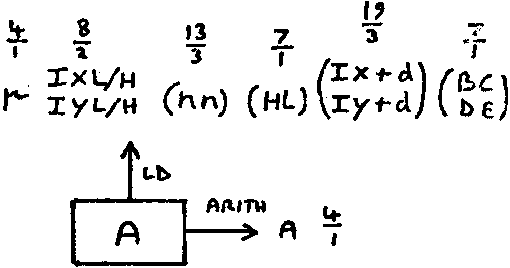 4/1 8/2 13/3 7/1 19/3 7/1
r IXL/H (nn) (HL) (IX+d) (BC)
IYL/H (IY+d) (DE)
LD
A ARITH A 4/1